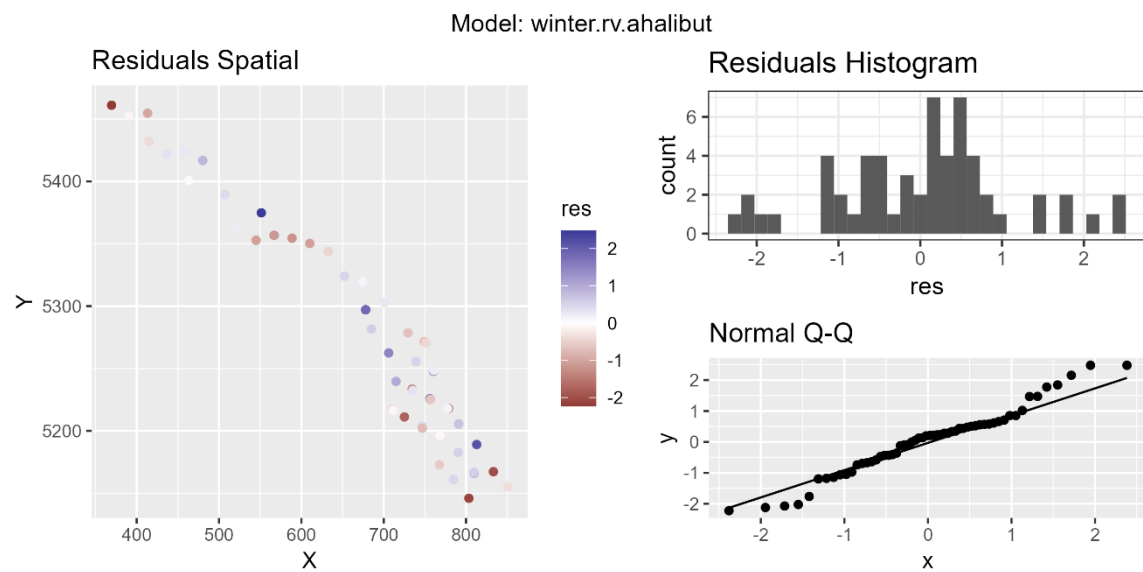 Model: winter.rv.ahalibut
Residuals Spatial
5400
5300
5200
Y
400 500 600 700 800
X
res
2
1
0
-1
-2
Residuals Histogram
6
4
2
0
count
-2 -1 0 1 2
res
Normal Q-Q
2
1
0
-1
-2
y
-2 -1 0 1 2
x